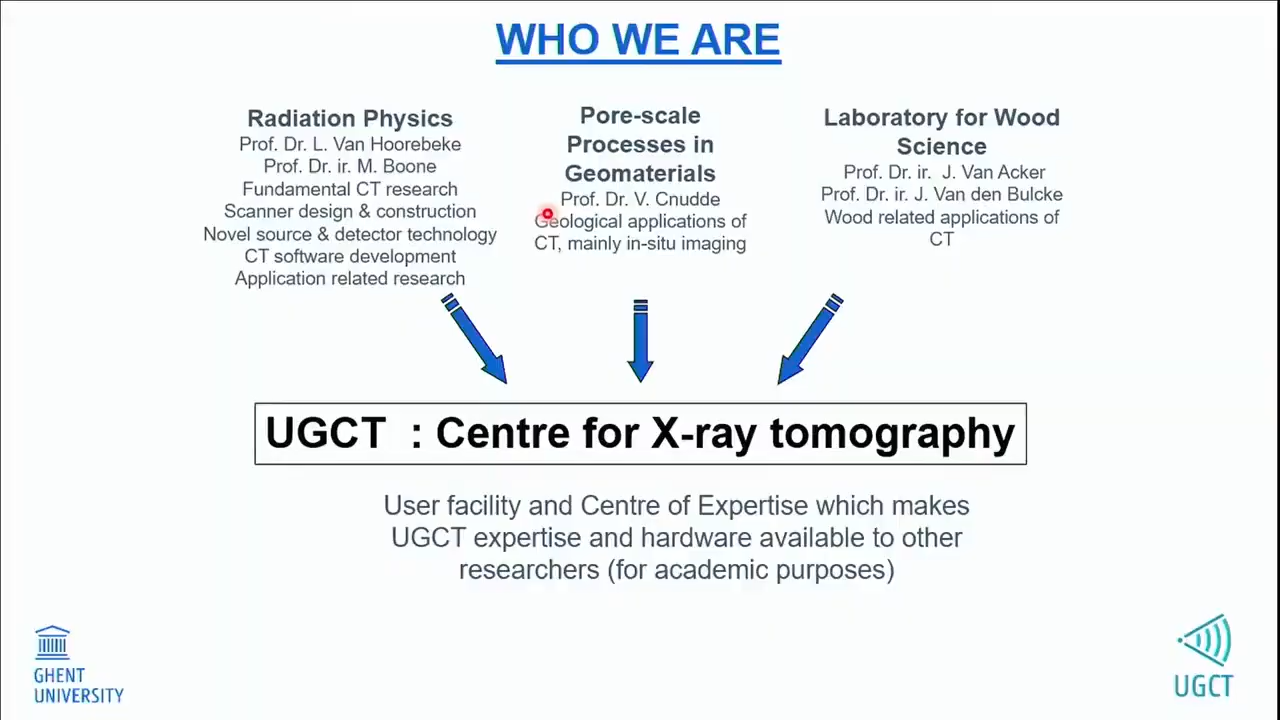 WHO WE ARE
Radiation Physics
Prof. Dr. L. Van Hoorebeke
Prof. Dr. ir. M. Boone
Fundamental CT research
Scanner design & construction
Novel source & detector technology
CT software development
Application related research
Pore-scale
Processes in
Geomaterials
Prof. Dr. V. Cnudde
Geological applications of
CT, mainly in-situ imaging
Laboratory for Wood
Science
Prof. Dr. ir. J. Van Acker
Prof. Dr. ir. J. Van den Bulcke
Wood related applications of
CT
UGCT : Centre for X-ray tomography
User facility and Centre of Expertise which makes
UGCT expertise and hardware available to other
researchers (for academic purposes)
GHENT
UNIVERSITY
UGCT